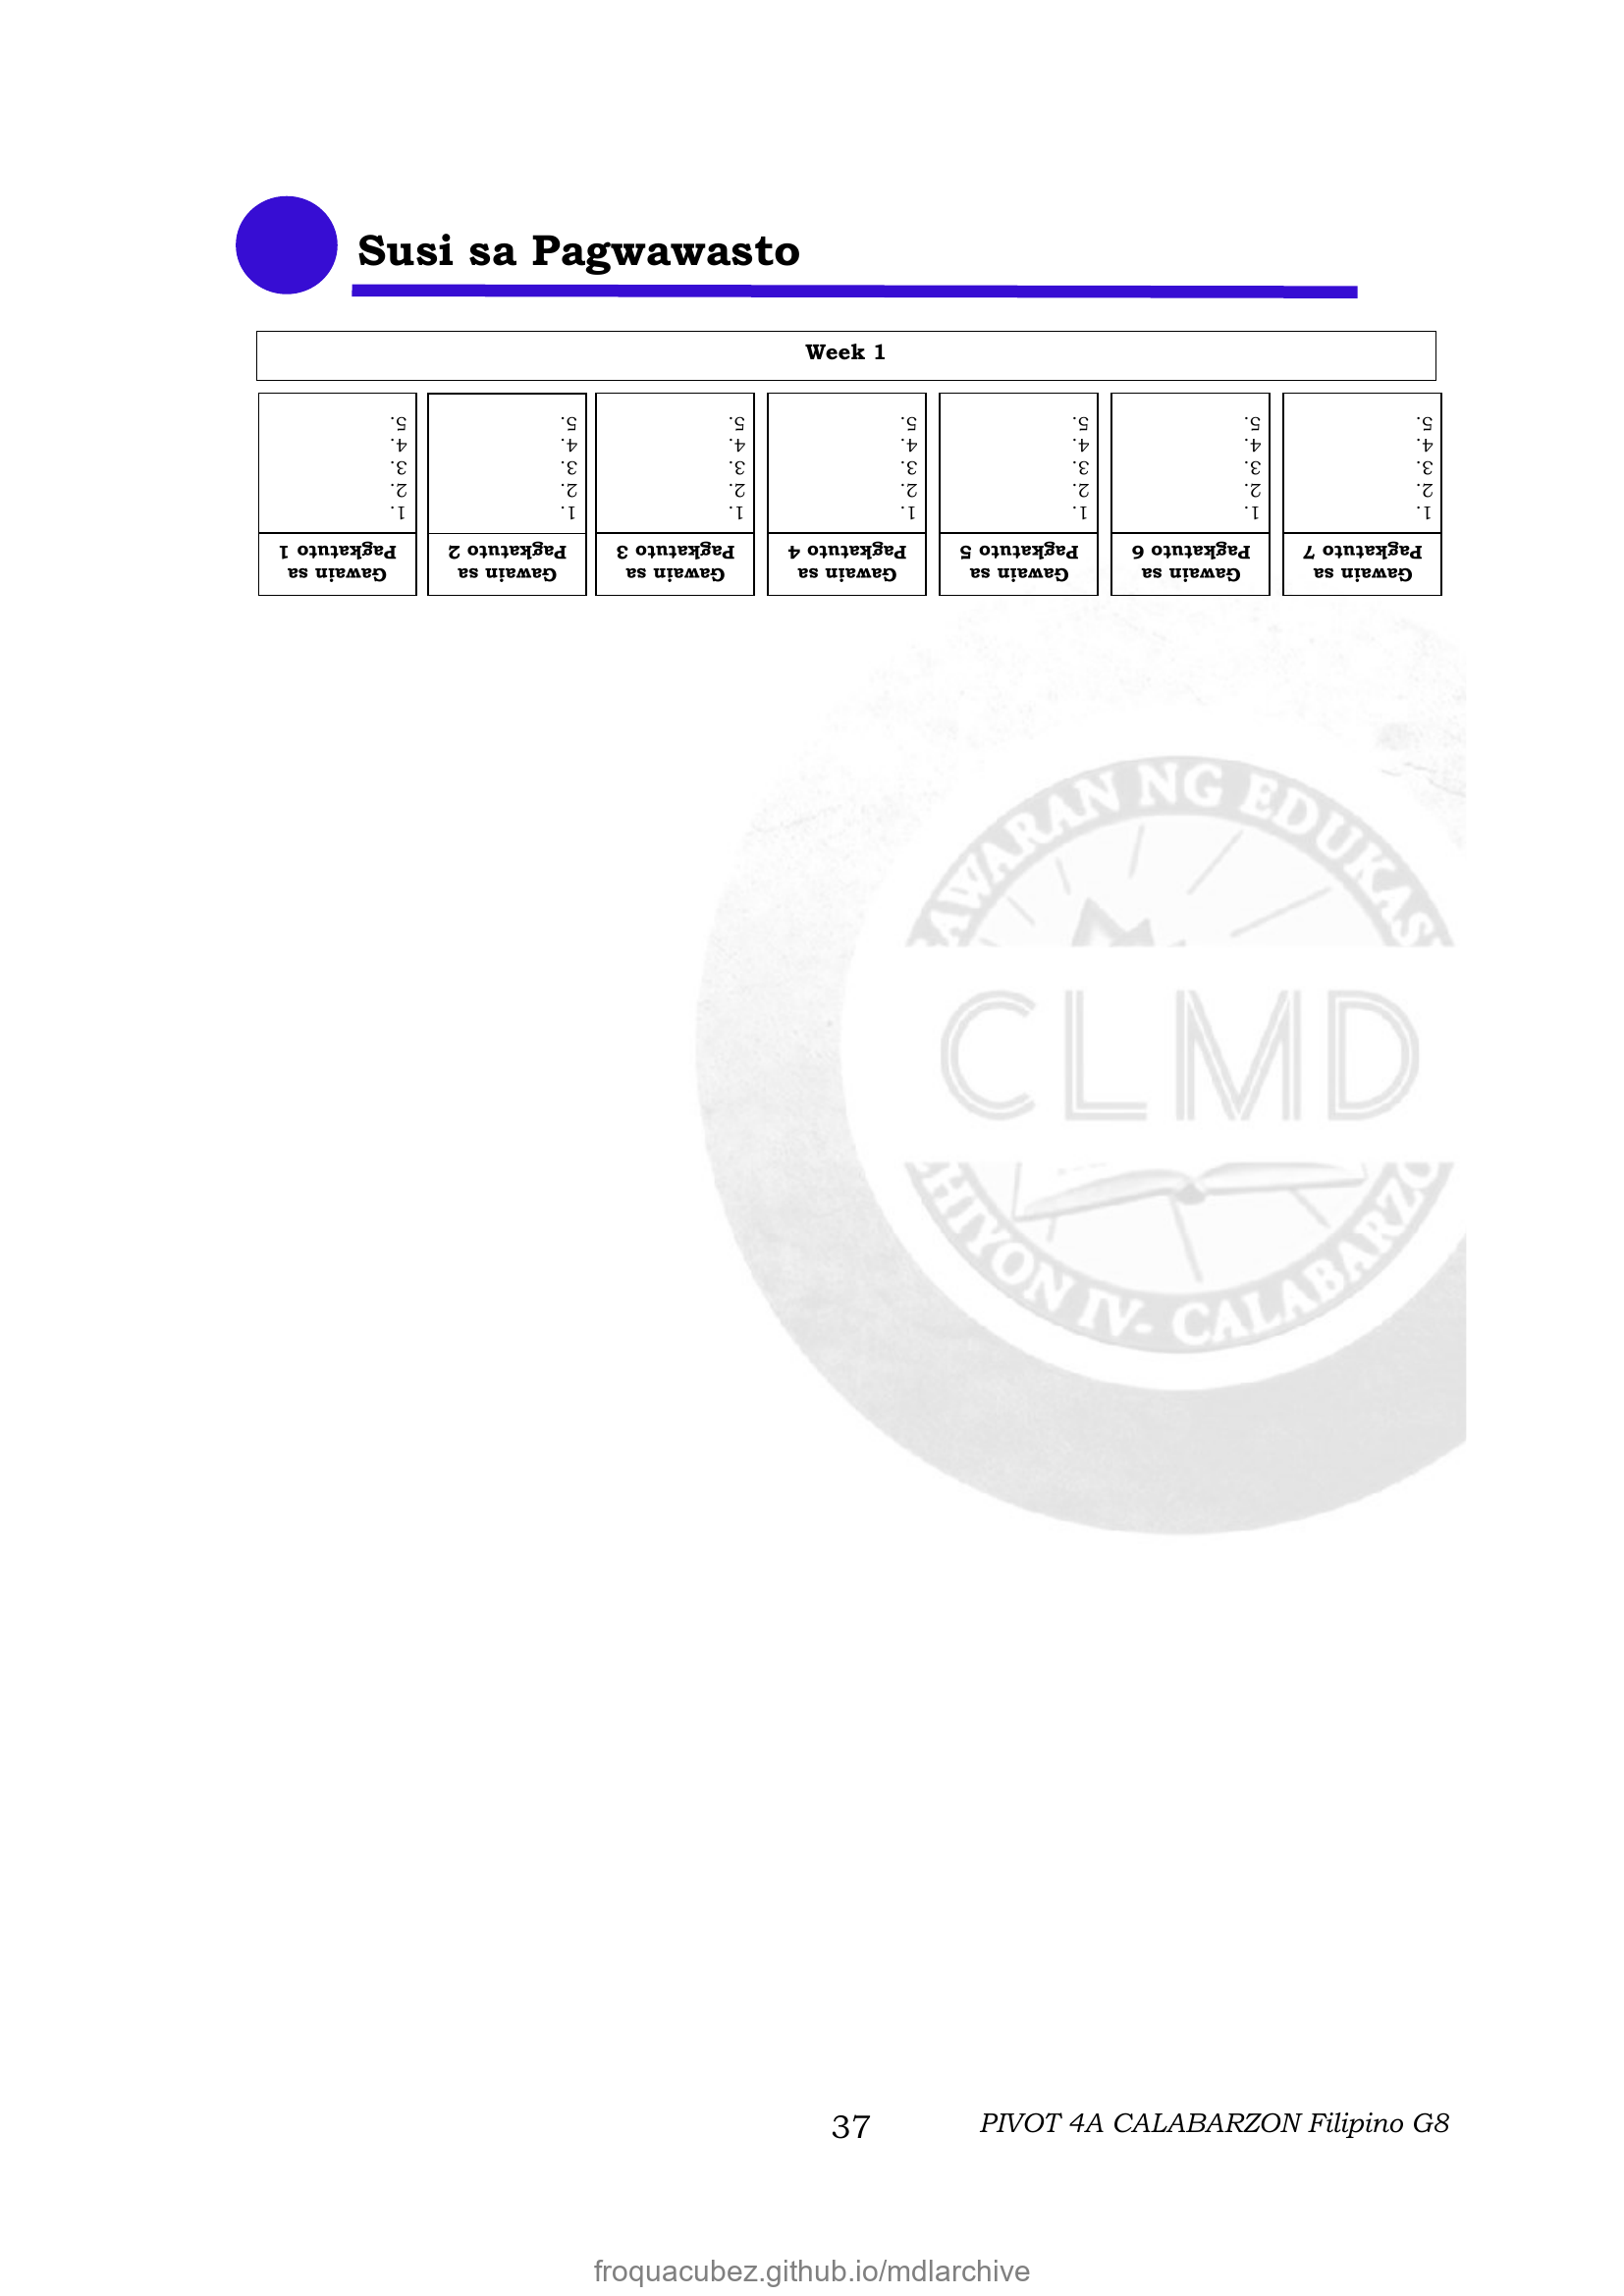 Susi sa Pagwawasto
Week 1
Gawain sa
Pagkatuto 1
1.
2.
3.
4.
5.
Gawain sa
Pagkatuto 2
1.
2.
3.
4.
5.
Gawain sa
Pagkatuto 3
1.
2.
3.
4.
5.
Gawain sa
Pagkatuto 4
1.
2.
3.
4.
5.
Gawain sa
Pagkatuto 5
1.
2.
3.
4.
5.
Gawain sa
Pagkatuto 6
1.
2.
3.
4.
5.
Gawain sa
Pagkatuto 7
1.
2.
3.
4.
5.
AWARAN NG EDUKAS
CLMD
HIYON IV- CALABARZO
37
PIVOT 4A CALABARZON Filipino G8
froquacubez.github.io/mdlarchive